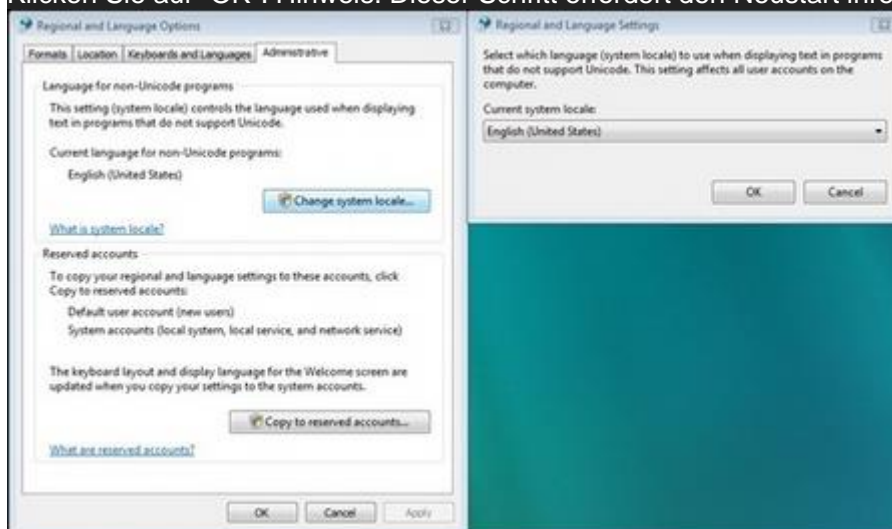 Klicken Sie auf "OK". Hinweis: Dieser Schritt erfordert den Neustart Ihre
Regional and Language Options
Formats Location Keyboards and Languages Administrative
Language for non-Unicode programs
This setting (system locale) controls the language used when displaying
text in programs that do not support Unicode.
Current language for non-Unicode programs:
English (United States)
Change system locale...
What is system locale?
Reserved accounts
To copy your regional and language settings to these accounts, click
Copy to reserved accounts:
Default user account (new users)
System accounts (local system, local service, and network service)
The keyboard layout and display language for the Welcome screen are
updated when you copy your settings to the system accounts.
Copy to reserved accounts...
What are reserved accounts?
OK Cancel Apply
Regional and Language Settings
Select which language (system locale) to use when displaying text in programs
that do not support Unicode. This setting affects all user accounts on the
computer.
Current system locale:
English (United States)
OK Cancel